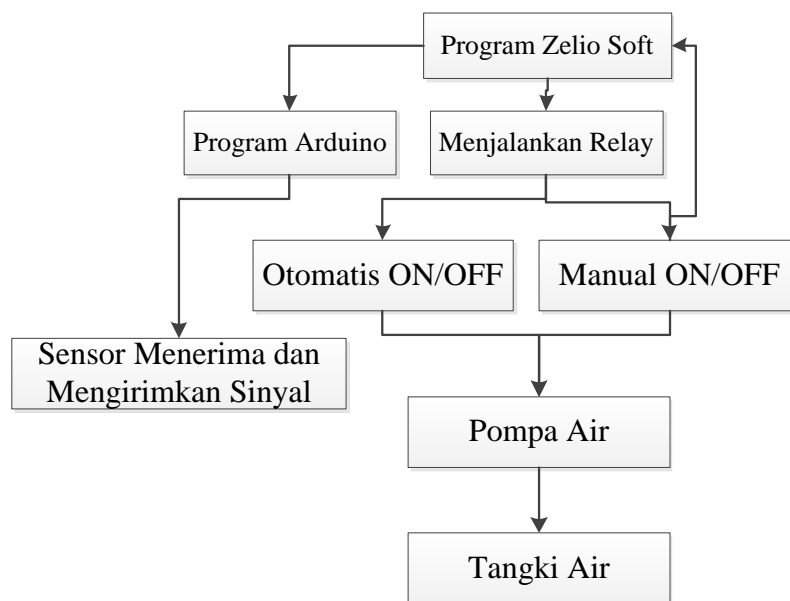 Program Zelio Soft
Program Arduino
Menjalankan Relay
Otomatis ON/OFF
Manual ON/OFF
Sensor Menerima dan
Mengirimkan Sinyal
Pompa Air
Tangki Air